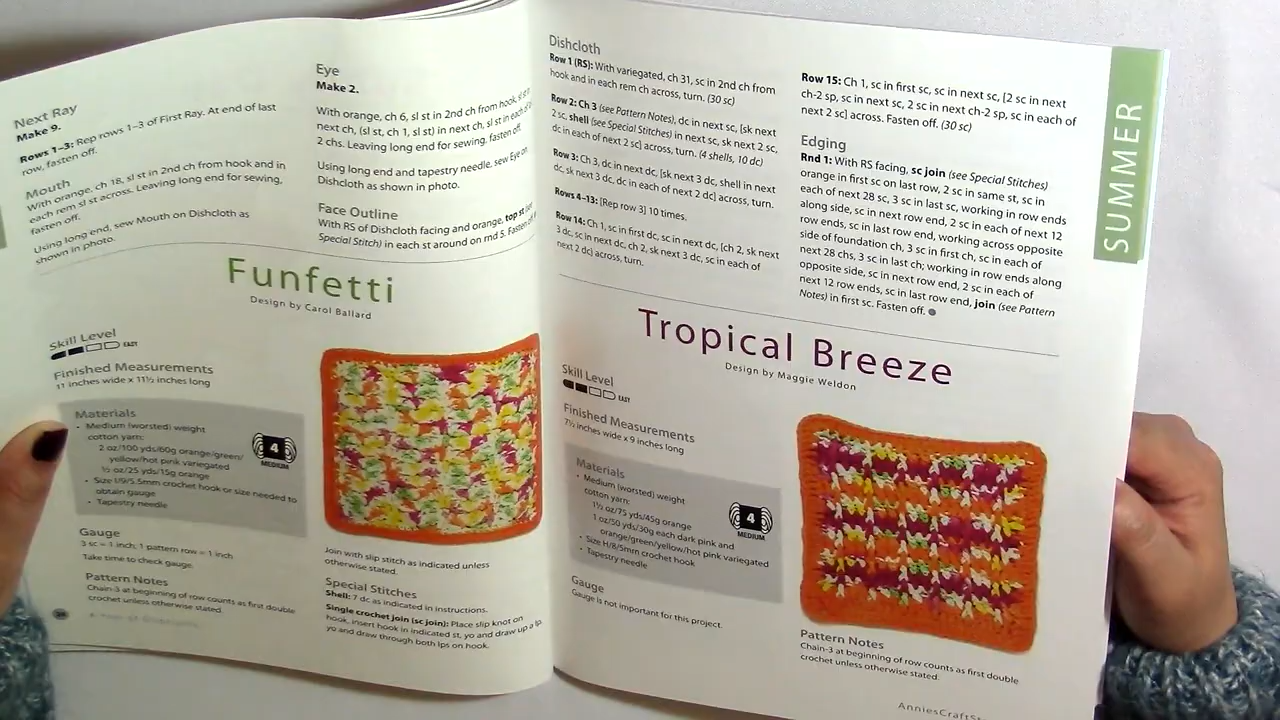 Next Ray
Make 9.
Rows 1–3: Rep rows 1–3 of First Ray. At end of last
row, fasten off.
Mouth
With orange, ch 18, sl st in 2nd ch from hook and in
each rem sl st across. Leaving long end for sewing,
fasten off.
Using long end, sew Mouth on Dishcloth as
shown in photo.
Eye
Make 2.
With orange, ch 6, sl st in 2nd ch from hook, sl st in
next ch, (sl st, ch 1, sl st) in next ch, sl st in each of
2 chs. Leaving long end for sewing, fasten off.
Using long end and tapestry needle, sew Eye on
Dishcloth as shown in photo.
Face Outline
With RS of Dishcloth facing and orange, top st (see
Special Stitch) in each st around on rnd 5. Fasten off
Funfetti
Design by Carol Ballard
Skill Level
EASY
Finished Measurements
11 inches wide x 11½ inches long
Materials
• Medium (worsted) weight
cotton yarn:
2 oz/100 yds/60g orange/green/
yellow/hot pink variegated
½ oz/25 yds/15g orange
• Size I/9/5.5mm crochet hook or size needed to
obtain gauge
• Tapestry needle
4
MEDIUM
Gauge
3 sc = 1 inch; 1 pattern row = 1 inch
Take time to check gauge.
Pattern Notes
Chain-3 at beginning of row counts as first double
crochet unless otherwise stated.
Join with slip stitch as indicated unless
otherwise stated.
Special Stitches
Shell: 7 dc as indicated in instructions.
Single crochet join (sc join): Place slip knot on
hook, insert hook in indicated st, yo and draw up a lp,
yo and draw through both lps on hook.
Dishcloth
Row 1 (RS): With variegated, ch 31, sc in 2nd ch from
hook and in each rem ch across, turn. (30 sc)
Row 2: Ch 3 (see Pattern Notes), dc in next sc, [sk next
2 sc, shell (see Special Stitches) in next sc, sk next 2 sc,
dc in each of next 2 sc] across, turn. (4 shells, 10 dc)
Row 3: Ch 3, dc in next dc, [sk next 3 dc, shell in next
dc, sk next 3 dc, dc in each of next 2 dc] across, turn.
Rows 4–13: [Rep row 3] 10 times.
Row 14: Ch 1, sc in first dc, sc in next dc, [ch 2, sk next
3 dc, sc in next dc, ch 2, sk next 3 dc, sc in each of
next 2 dc] across, turn.
Row 15: Ch 1, sc in first sc, sc in next sc, [2 sc in next
ch-2 sp, sc in next sc, 2 sc in next ch-2 sp, sc in each of
next 2 sc] across. Fasten off. (30 sc)
Edging
Rnd 1: With RS facing, sc join (see Special Stitches)
orange in first sc on last row, 2 sc in same st, sc in
each of next 28 sc, 3 sc in last sc, working in row ends
along side, sc in next row end, 2 sc in each of next 12
row ends, sc in last row end, working across opposite
side of foundation ch, 3 sc in first ch, sc in each of
next 28 chs, 3 sc in last ch; working in row ends along
opposite side, sc in next row end, 2 sc in each of
next 12 row ends, sc in last row end, join (see Pattern
Notes) in first sc. Fasten off. ●
SUMMER
Tropical Breeze
Design by Maggie Weldon
Skill Level
EASY
Finished Measurements
7½ inches wide x 9 inches long
Materials
• Medium (worsted) weight
cotton yarn:
1½ oz/75 yds/45g orange
1 oz/50 yds/30g each dark pink and
orange/green/yellow/hot pink variegated
• Size H/8/5mm crochet hook
• Tapestry needle
4
MEDIUM
Gauge
Gauge is not important for this project.
Pattern Notes
Chain-3 at beginning of row counts as first double
crochet unless otherwise stated.
AnniesCraftSt